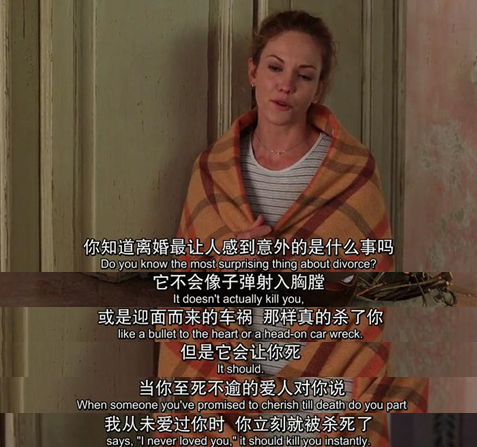 你知道离婚最让人感到意外的是什么事吗
Do you know the most surprising thing about divorce?
它不会像子弹射入胸膛
It doesn't actually kill you,
或是迎面而来的车祸 那样真的杀了你
like a bullet to the heart or a head-on car wreck.
但是它会让你死
It should.
当你至死不逾的爱人对你说
When someone you've promised to cherish till death do you part
我从未爱过你时 你立刻就被杀死了
says, "I never loved you," it should kill you instantly.